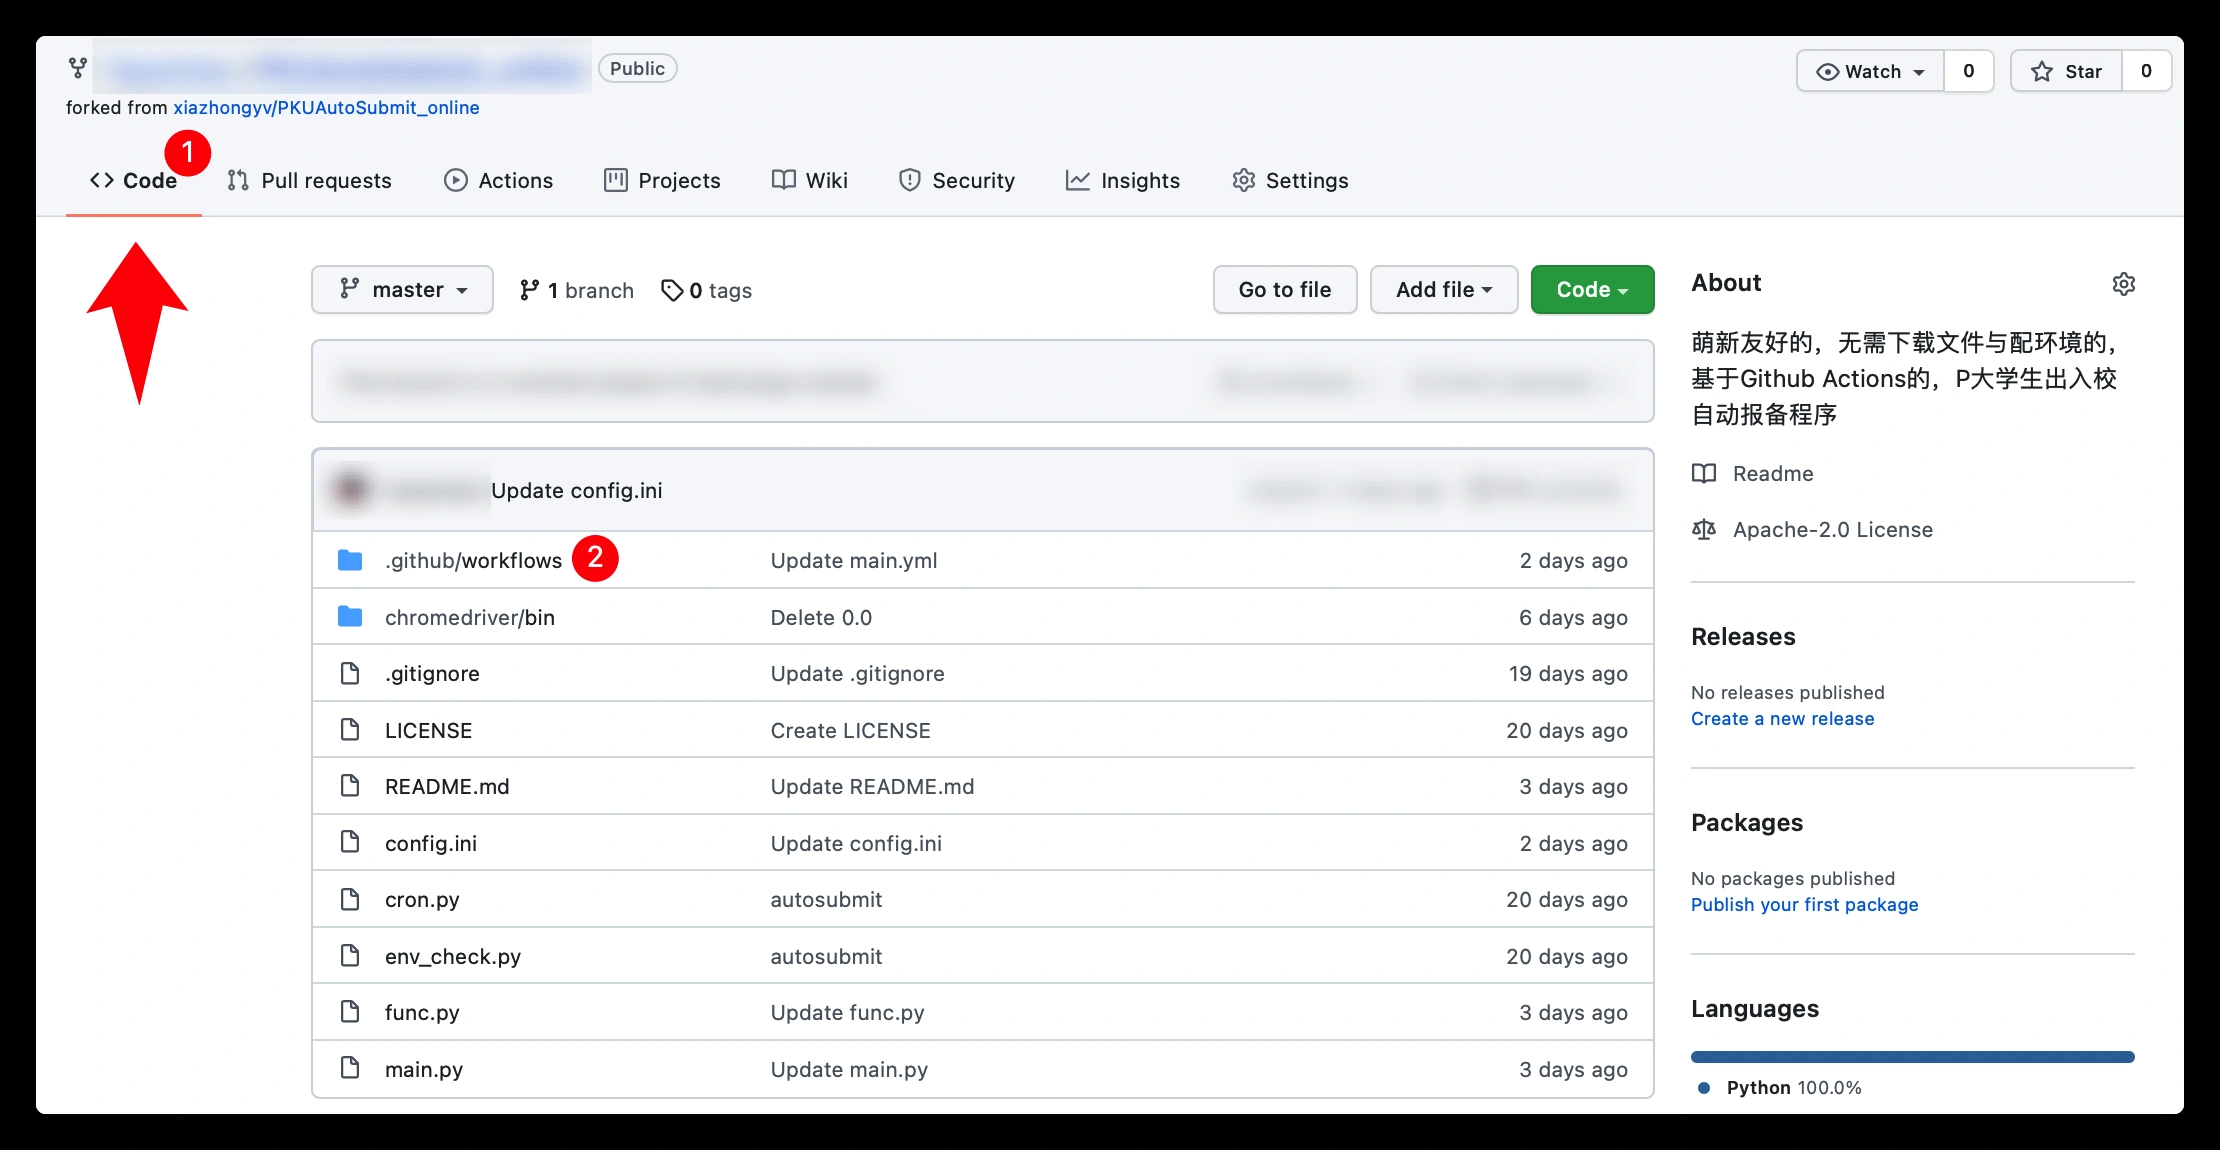 Public
Watch 0 Star 0
forked from xiazhongyv/PKUAutoSubmit_online
1
Code Pull requests Actions Projects Wiki Security Insights Settings
master 1 branch 0 tags Go to file Add file Code
Update config.ini
.github/workflows 2 Update main.yml 2 days ago
chromedriver/bin Delete 0.0 6 days ago
.gitignore Update .gitignore 19 days ago
LICENSE Create LICENSE 20 days ago
README.md Update README.md 3 days ago
config.ini Update config.ini 2 days ago
cron.py autosubmit 20 days ago
env_check.py autosubmit 20 days ago
func.py Update func.py 3 days ago
main.py Update main.py 3 days ago
About
萌新友好的，无需下载文件与配环境的，
基于Github Actions的，P大学生出入校
自动报备程序
Readme
Apache-2.0 License
Releases
No releases published
Create a new release
Packages
No packages published
Publish your first package
Languages
Python 100.0%